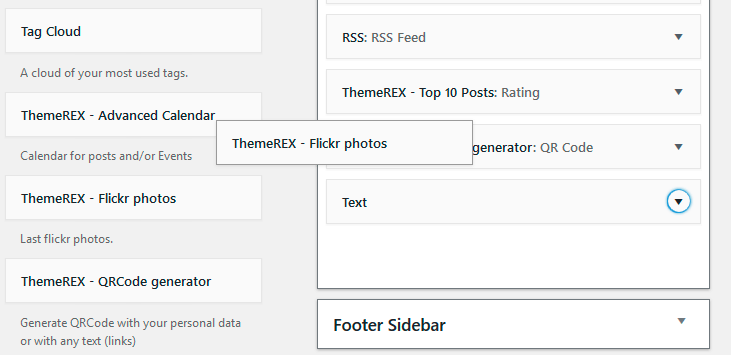 Tag Cloud
A cloud of your most used tags.
ThemeREX - Advanced Calendar
Calendar for posts and/or Events
ThemeREX - Flickr photos
Last flickr photos.
ThemeREX - QRCode generator
Generate QRCode with your personal data
or with any text (links)
ThemeREX - Flickr photos
RSS: RSS Feed
ThemeREX - Top 10 Posts: Rating
generator: QR Code
Text
Footer Sidebar